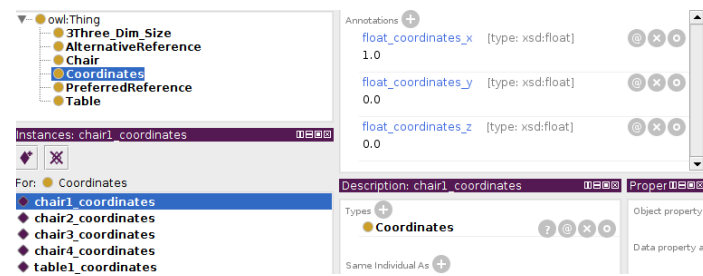 owl:Thing
3Three_Dim_Size
AlternativeReference
Chair
Coordinates
PreferredReference
Table
Instances: chair1_coordinates
For: Coordinates
chair1_coordinates
chair2_coordinates
chair3_coordinates
chair4_coordinates
table1_coordinates
Annotations
float_coordinates_x [type: xsd:float]
1.0
float_coordinates_y [type: xsd:float]
0.0
float_coordinates_z [type: xsd:float]
0.0
Description: chair1_coordinates
Types
Coordinates
Same Individual As
Proper
Object property
Data property a